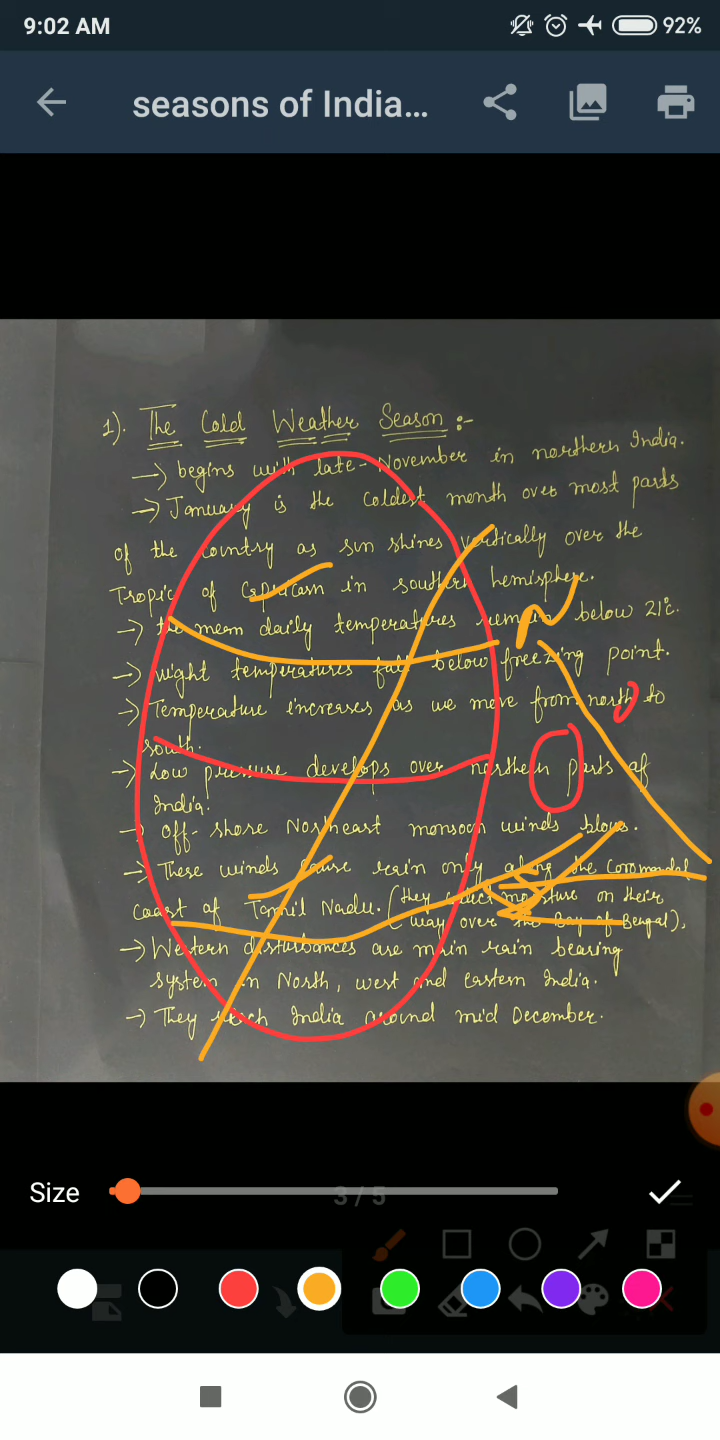 9:02 AM
92%
seasons of India...
1). The Cold Weather Season :-
→ begins with late-November in northern India.
→ January is the coldest month over most parts
of the country as sun shines vertically over the
Tropic of Capricorn in southern hemisphere.
→ the mean daily temperatures remain below 21°c.
→ night temperatures fall below freezing point.
→ Temperature increases as we move from north to
south.
→ Low pressure develops over northern parts of
India.
→ Off-shore Northeast monsoon winds blows.
→ These winds cause rain only along the Coromandal
coast of Tamil Nadu. (they collect moisture on their
way over the Bay of Bengal),
→ Western disturbances are main rain bearing
system in North, west and Eastern India.
→ They reach India around mid December.
N
Size
3 / 5